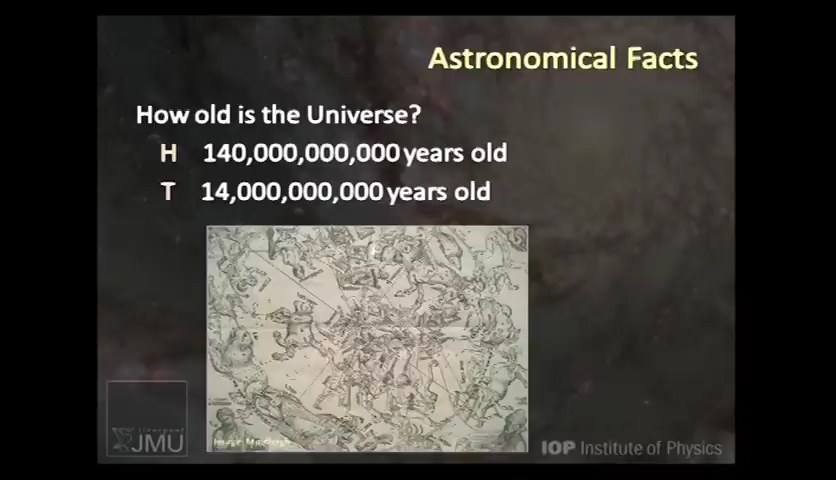 Astronomical Facts
How old is the Universe?
H 140,000,000,000 years old
T 14,000,000,000 years old
Liverpool
JMU
IOP Institute of Physics